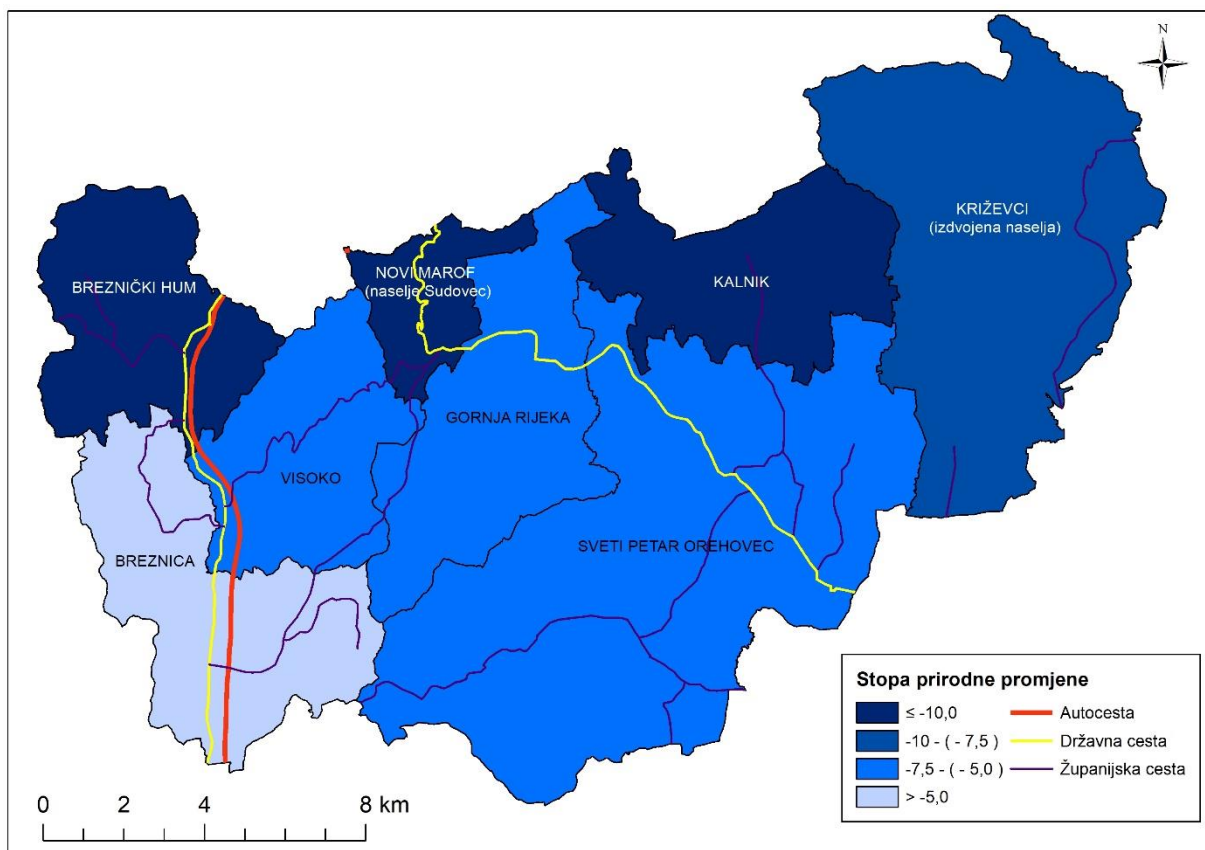 N
KRIŽEVCI
(izdvojena naselja)
NOVI MAROF
(naselje Sudovec)
BREZNIČKI HUM
KALNIK
GORNJA RIJEKA
VISOKO
SVETI PETAR OREHOVEC
BREZNICA
Stopa prirodne promjene
≤ -10,0
Autocesta
-10 - ( - 7,5 )
Državna cesta
-7,5 - ( - 5,0 )
Županijska cesta
> -5,0
0 2 4 8 km